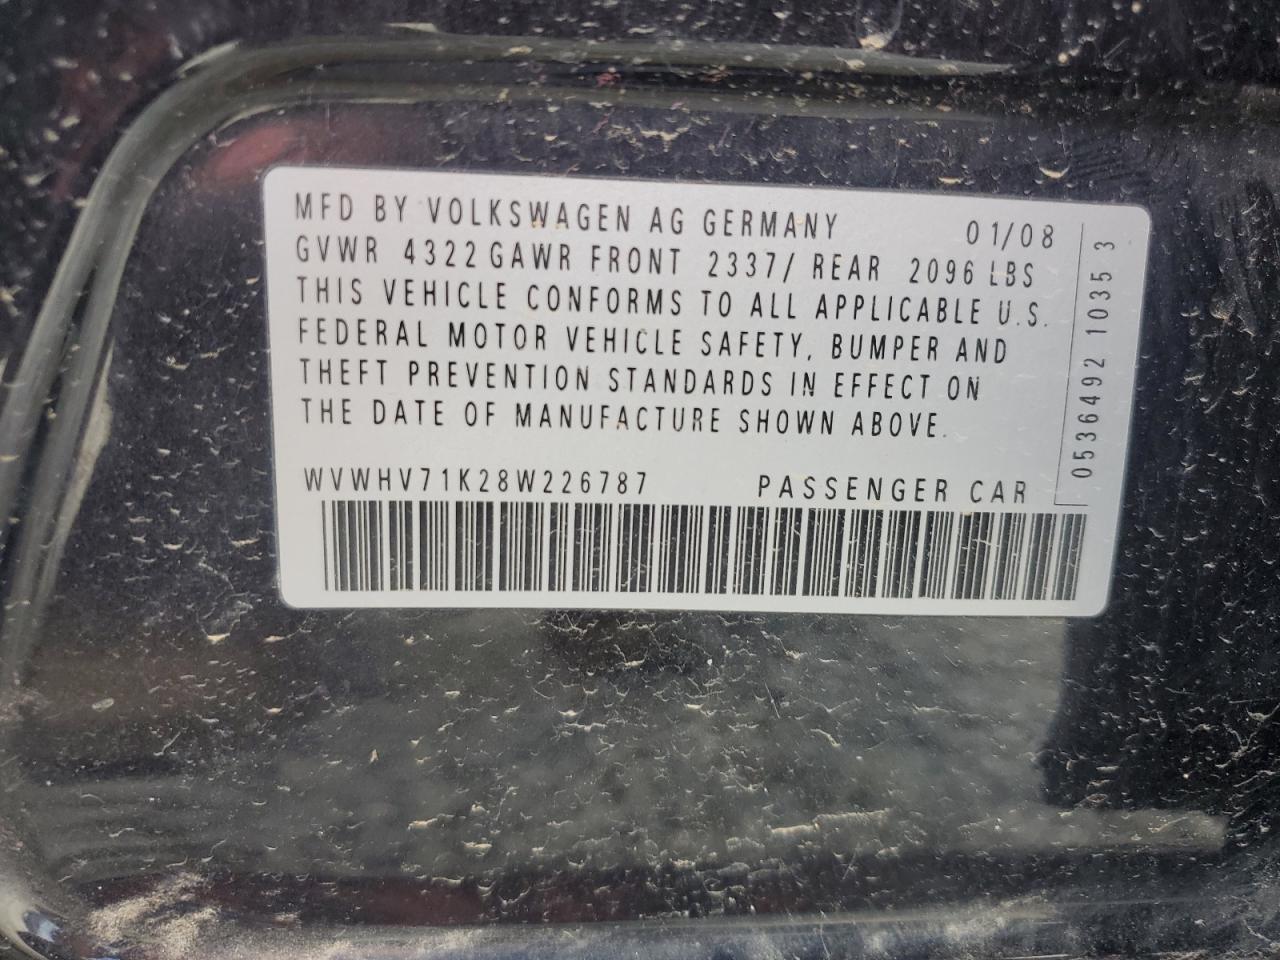 MFD BY VOLKSWAGEN AG GERMANY 01/08
GVWR 4322 GAWR FRONT 2337/ REAR 2096 LBS
THIS VEHICLE CONFORMS TO ALL APPLICABLE U.S.
FEDERAL MOTOR VEHICLE SAFETY, BUMPER AND
THEFT PREVENTION STANDARDS IN EFFECT ON
THE DATE OF MANUFACTURE SHOWN ABOVE.
WVWHV71K28W226787 PASSENGER CAR
0536492 1035 3